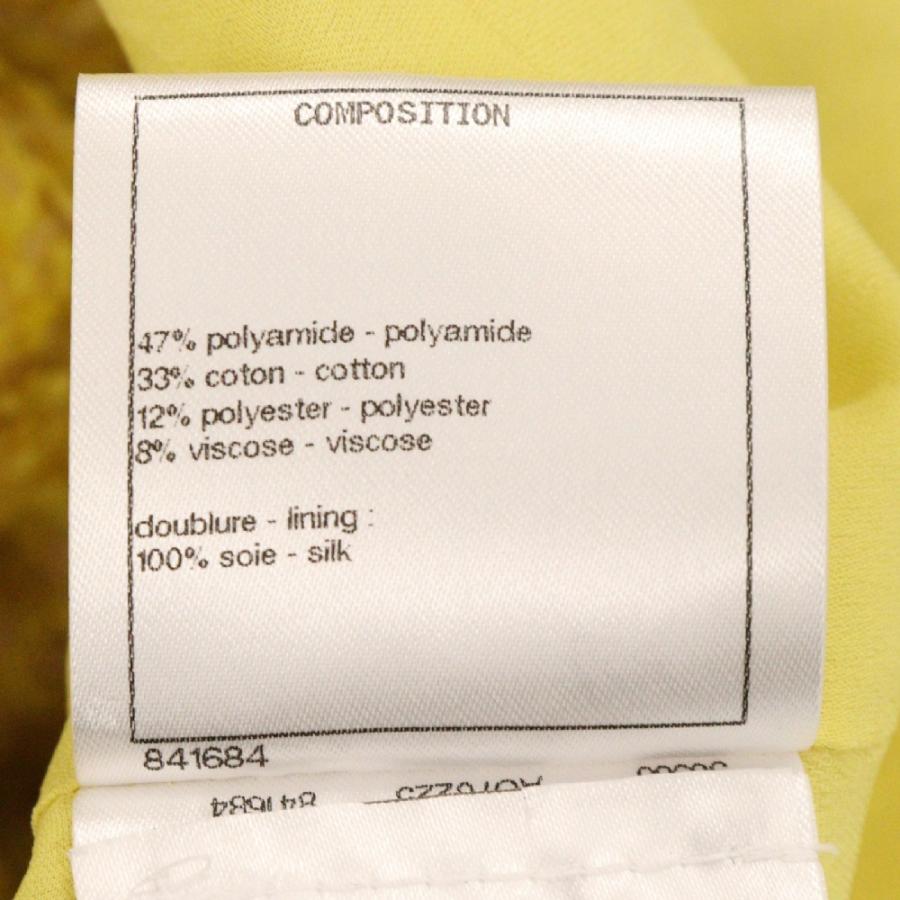 COMPOSITION
47% polyamide - polyamide
33% coton - cotton
12% polyester - polyester
8% viscose - viscose
doublure - lining :
100% soie - silk
841684
841684